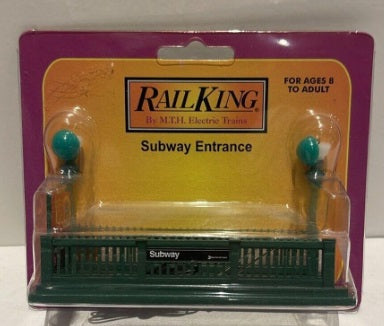 RAILKING
By M.T.H. Electric Trains
FOR AGES 8
TO ADULT
Subway Entrance
Subway